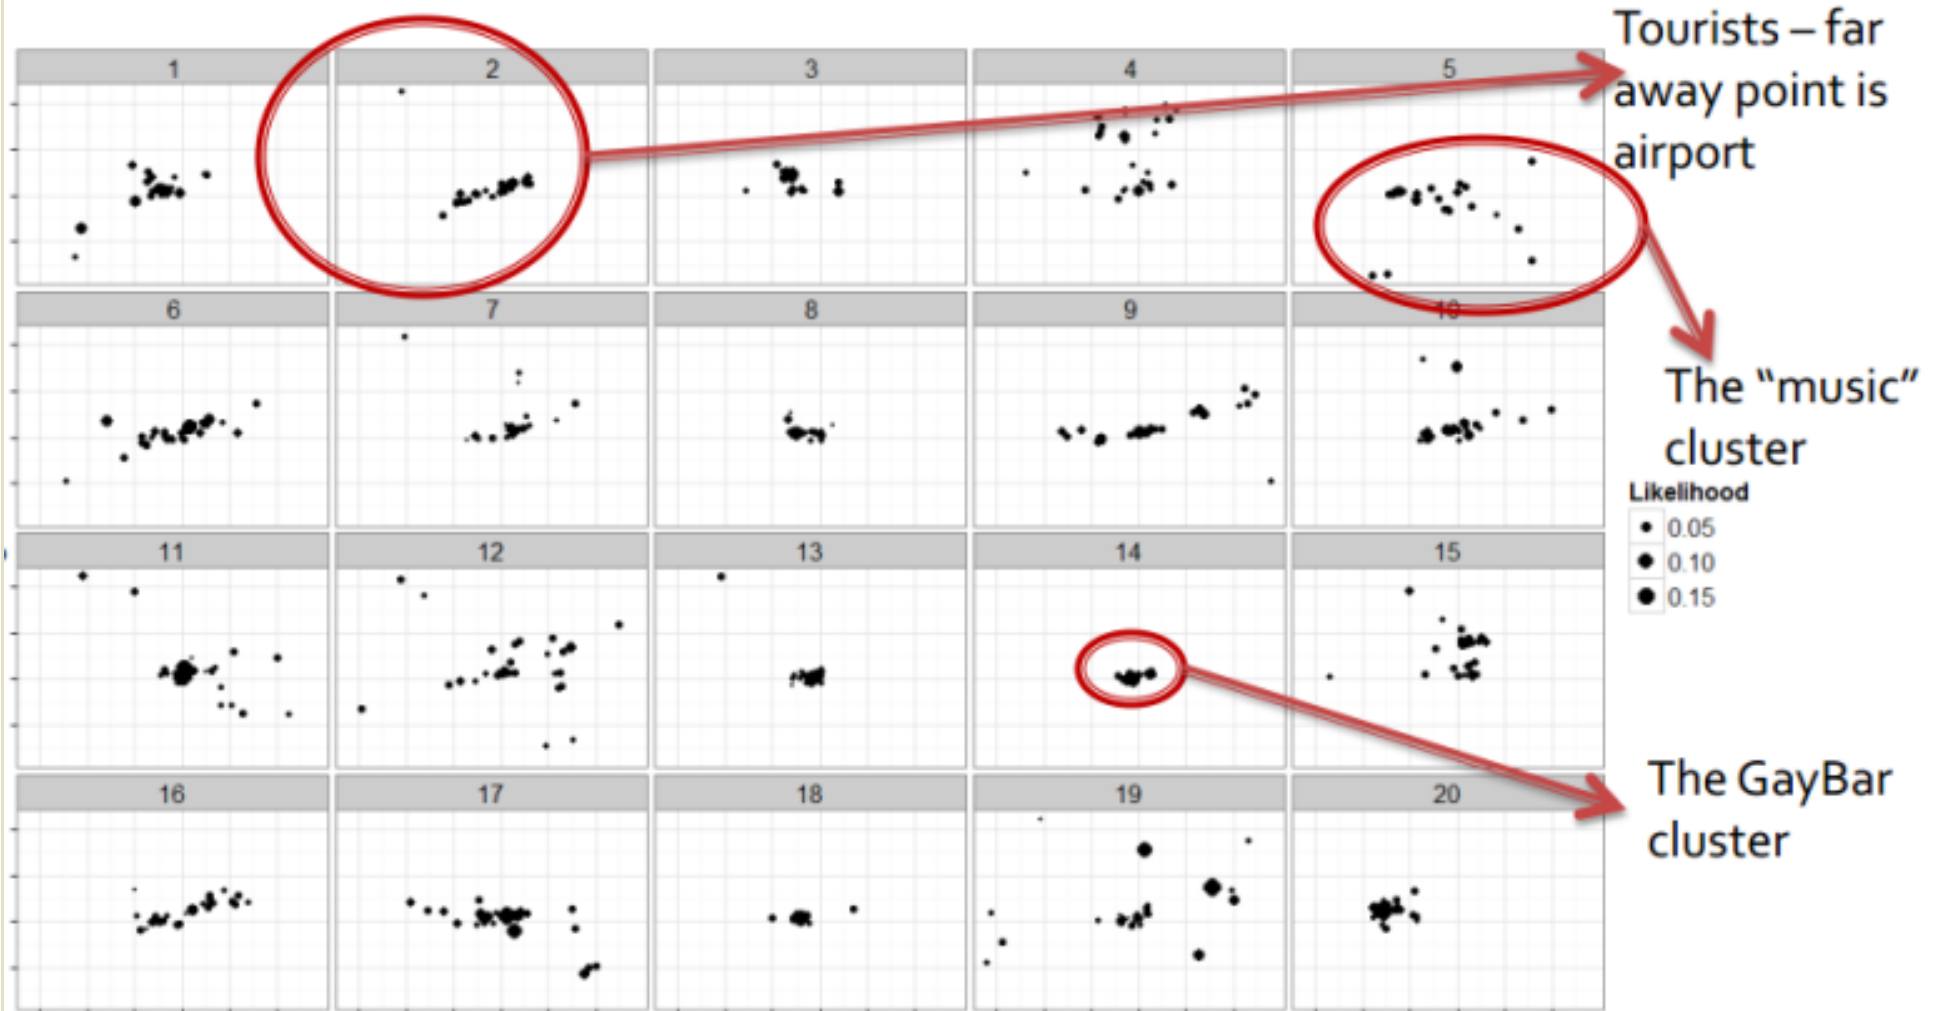 Tourists – far
away point is
airport
1 2 3 4 5
6 7 8 9 10
The “music”
cluster
Likelihood
0.05
0.10
0.15
11 12 13 14 15
16 17 18 19 20
The GayBar
cluster